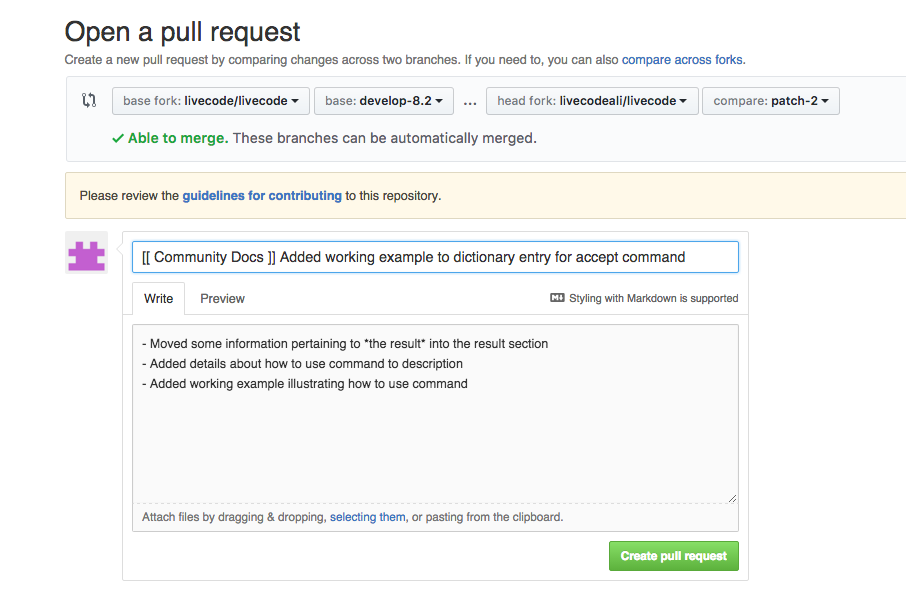 Open a pull request
Create a new pull request by comparing changes across two branches. If you need to, you can also compare across forks.
base fork: livecode/livecode base: develop-8.2 ... head fork: livecodeali/livecode compare: patch-2
Able to merge. These branches can be automatically merged.
Please review the guidelines for contributing to this repository.
[[ Community Docs ]] Added working example to dictionary entry for accept command
Write Preview Styling with Markdown is supported
- Moved some information pertaining to *the result* into the result section
- Added details about how to use command to description
- Added working example illustrating how to use command
Attach files by dragging & dropping, selecting them, or pasting from the clipboard.
Create pull request